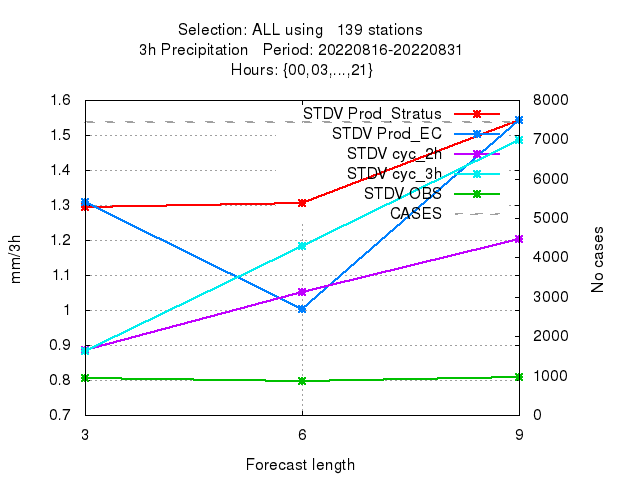 Selection: ALL using   139 stations
3h Precipitation   Period: 20220816-20220831
Hours: {00,03,...,21}
1.6
1.5
1.4
1.3
1.2
1.1
1
0.9
0.8
0.7
8000
7000
6000
5000
4000
3000
2000
1000
0
STDV Prod_Stratus
STDV Prod_EC
STDV cyc_2h
STDV cyc_3h
STDV OBS
CASES
mm/3h
No cases
3 6 9
Forecast length